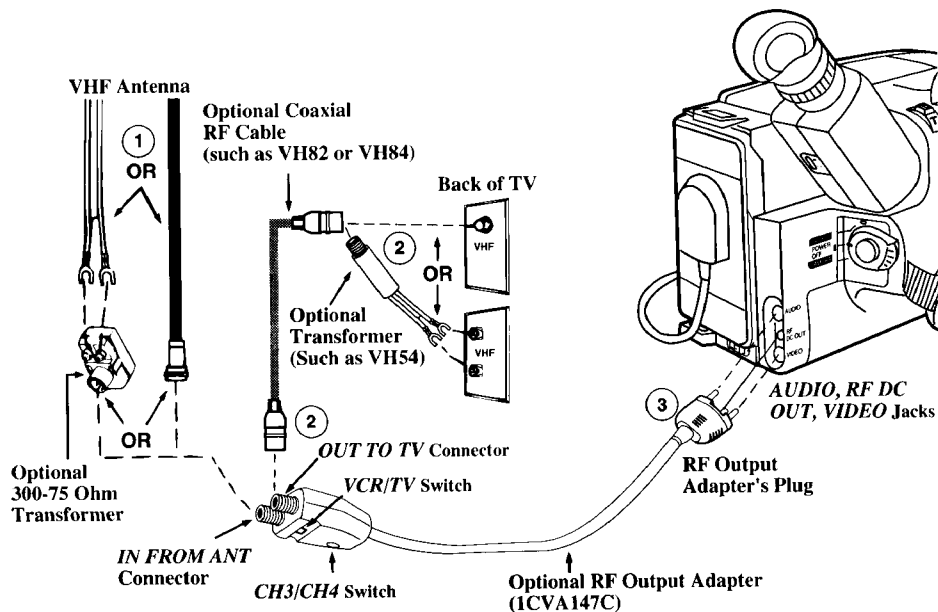 VHF Antenna
1
OR
Optional Coaxial
RF Cable
(such as VH82 or VH84)
Back of TV
VHF
2
OR
VHF
Optional
Transformer
(Such as VH54)
POWER
OFF
AUDIO
RF
DC OUT
VIDEO
AUDIO, RF DC
OUT, VIDEO Jacks
3
RF Output
Adapter's Plug
OR
2
Optional
300-75 Ohm
Transformer
OUT TO TV Connector
VCR/TV Switch
IN FROM ANT
Connector
CH3/CH4 Switch
Optional RF Output Adapter
(1CVA147C)